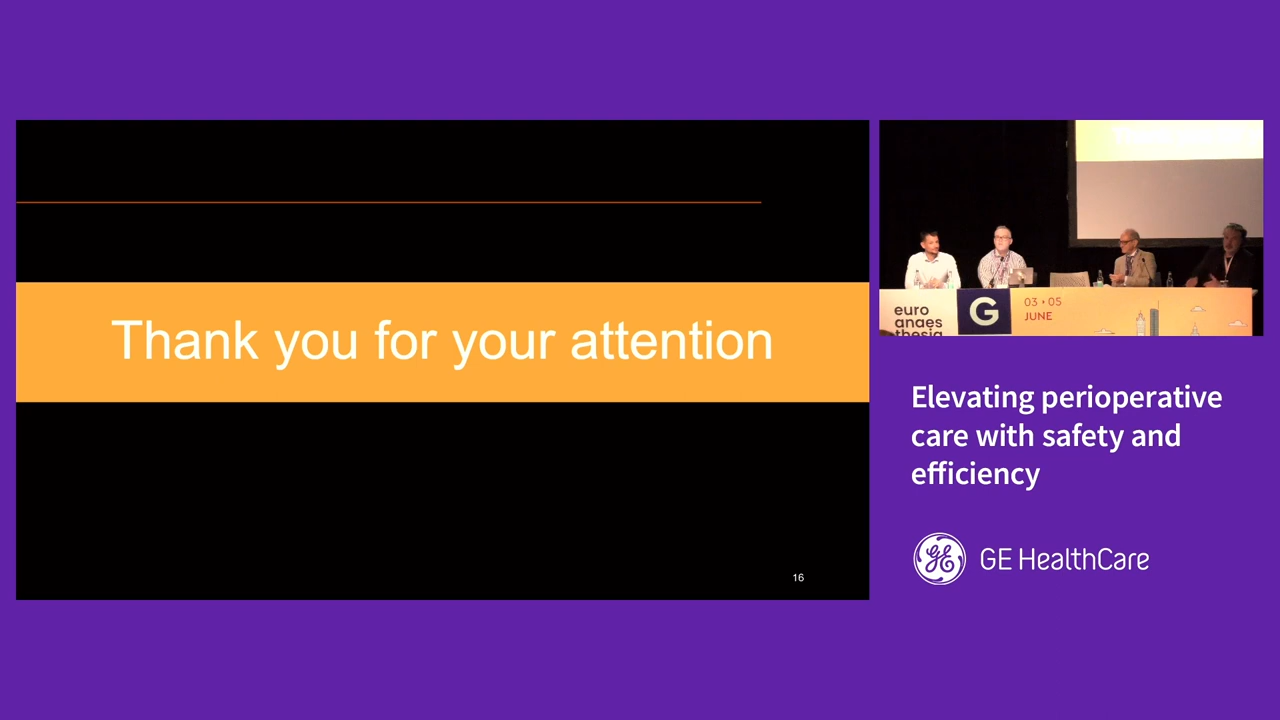 Thank you for your attention
16
euro
anaes
thesia
G
03 › 05
JUNE
Elevating perioperative
care with safety and
efficiency
GE HealthCare